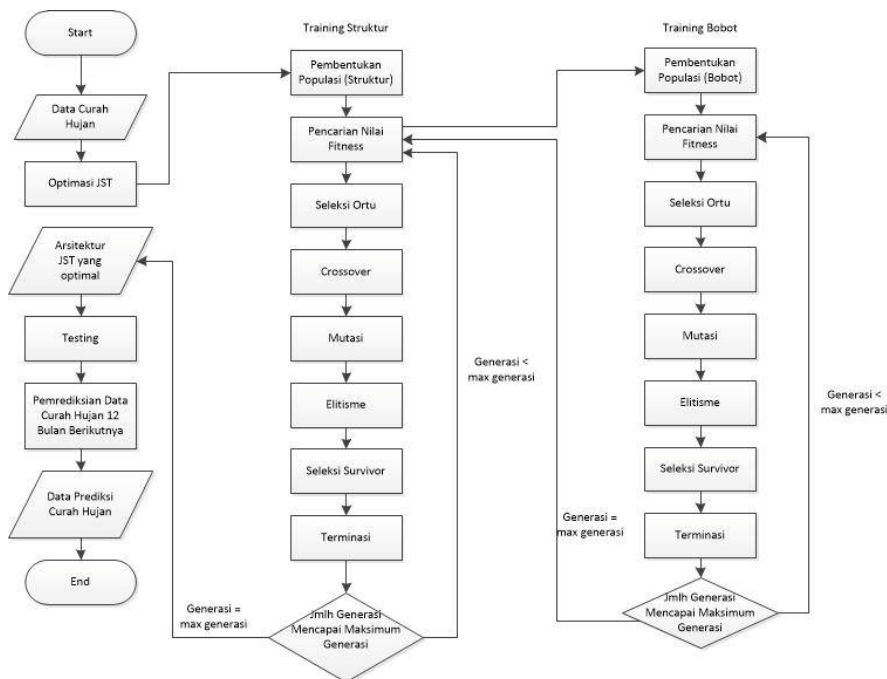 Start
Data Curah
Hujan
Optimasi JST
Arsitektur
JST yang
optimal
Testing
Pemrediksian Data
Curah Hujan 12
Bulan Berikutnya
Data Prediksi
Curah Hujan
End
Training Struktur
Pembentukan
Populasi (Struktur)
Pencarian Nilai
Fitness
Seleksi Ortu
Crossover
Mutasi
Elitisme
Seleksi Survivor
Terminasi
Jmlh Generasi
Mencapai Maksimum
Generasi
Generasi =
max generasi
Generasi <
max generasi
Training Bobot
Pembentukan
Populasi (Bobot)
Pencarian Nilai
Fitness
Seleksi Ortu
Crossover
Mutasi
Elitisme
Seleksi Survivor
Terminasi
Jmlh Generasi
Mencapai Maksimum
Generasi
Generasi =
max generasi
Generasi <
max generasi